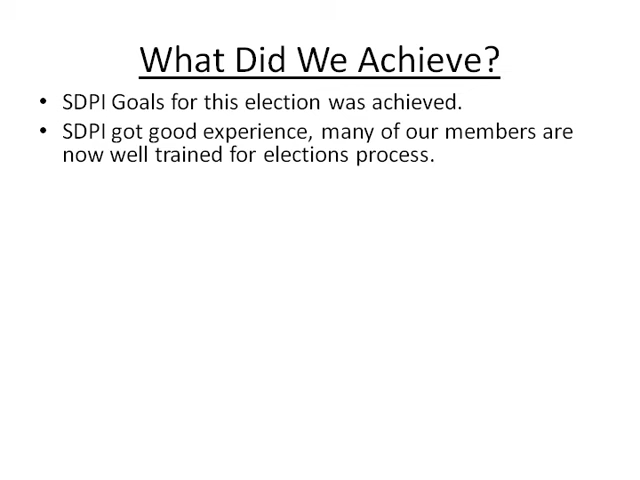 What Did We Achieve?
• SDPI Goals for this election was achieved.
• SDPI got good experience, many of our members are
now well trained for elections process.